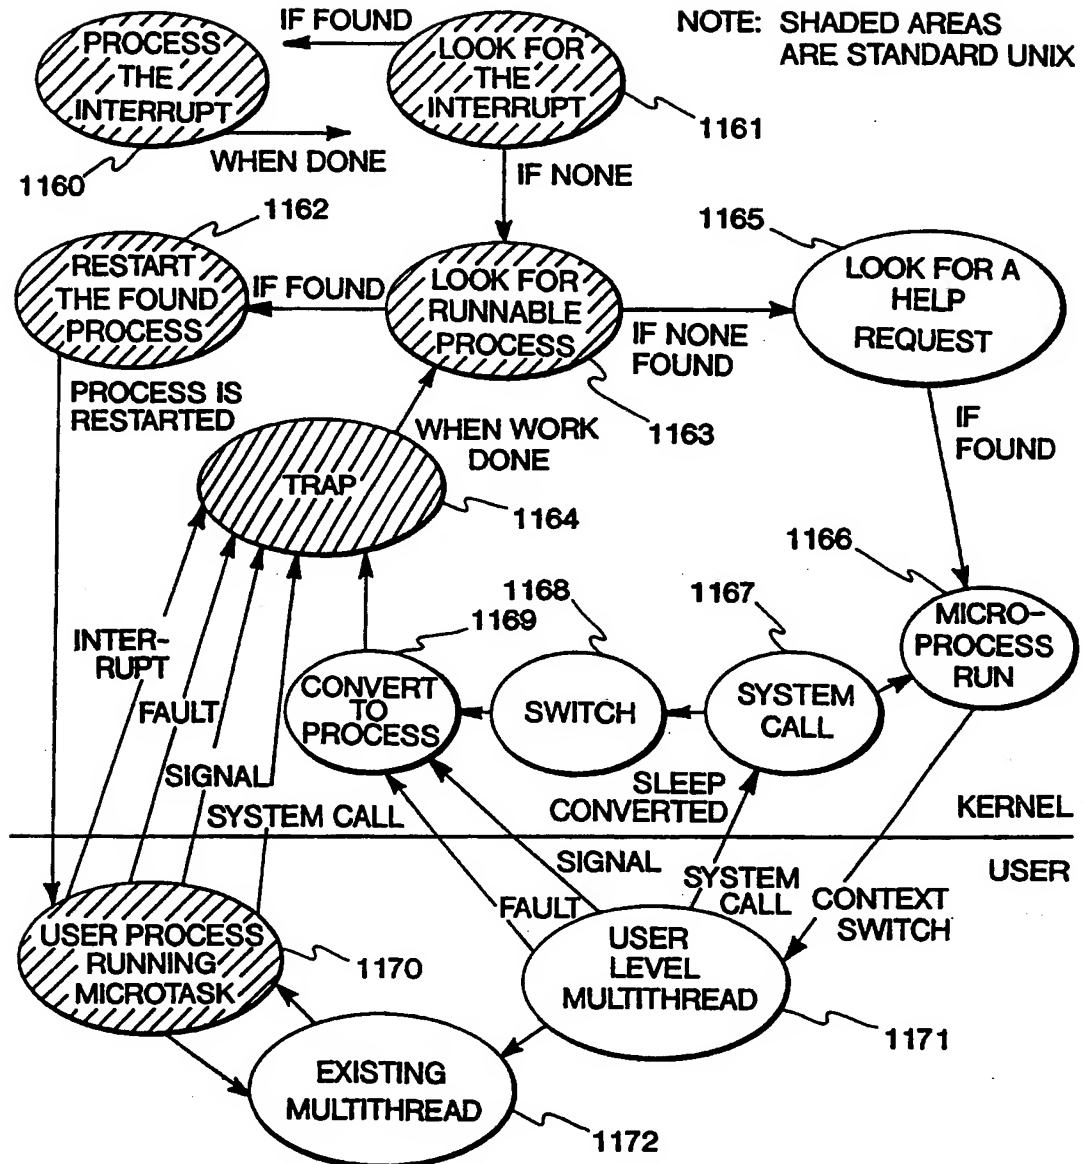 IF FOUND
NOTE: SHADED AREAS
ARE STANDARD UNIX
PROCESS
THE
INTERRUPT
LOOK FOR
THE
INTERRUPT
1161
WHEN DONE
1160
IF NONE
1162
1165
RESTART
THE FOUND
PROCESS
IF FOUND
LOOK FOR
RUNNABLE
PROCESS
IF NONE
FOUND
LOOK FOR A
HELP
REQUEST
PROCESS IS
RESTARTED
1163
WHEN WORK
DONE
IF
FOUND
TRAP
1164
1166
1168
1167
1169
MICRO-
PROCESS
RUN
INTER-
RUPT
CONVERT
TO
PROCESS
SWITCH
SYSTEM
CALL
FAULT
SIGNAL
SLEEP
CONVERTED
SYSTEM CALL
KERNEL
USER
SIGNAL
SYSTEM
CALL
CONTEXT
SWITCH
FAULT
USER PROCESS
RUNNING
MICROTASK
1170
USER
LEVEL
MULTITHREAD
1171
EXISTING
MULTITHREAD
1172